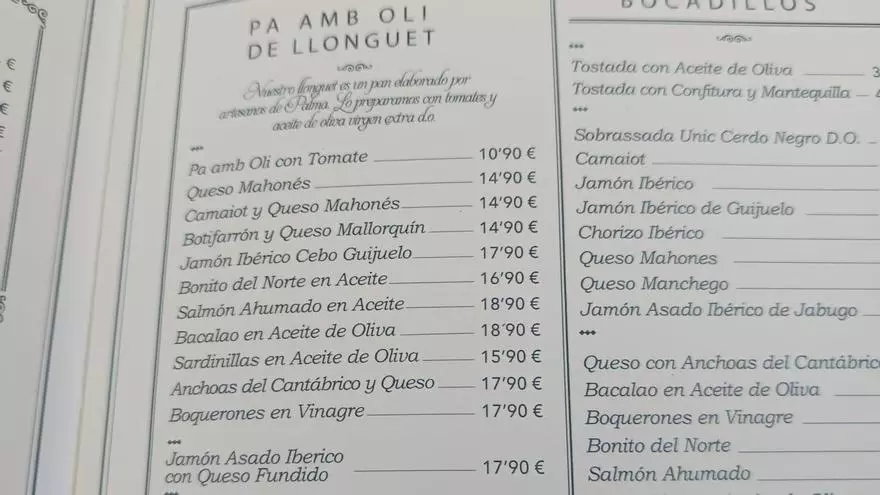 €
€
€
€
PA AMB OLI
DE LLONGUET
Nuestro llonguet es un pan elaborado por
artesanos de Palma. Lo preparamos con tomates y
aceite de oliva virgen extra d.o.
Pa amb Oli con Tomate 10'90 €
Queso Mahonés 14'90 €
Camaiot y Queso Mahonés 14'90 €
Botifarrón y Queso Mallorquín 14'90 €
Jamón Ibérico Cebo Guijuelo 17'90 €
Bonito del Norte en Aceite 16'90 €
Salmón Ahumado en Aceite 18'90 €
Bacalao en Aceite de Oliva 18'90 €
Sardinillas en Aceite de Oliva 15'90 €
Anchoas del Cantábrico y Queso 17'90 €
Boquerones en Vinagre 17'90 €
Jamón Asado Iberico
con Queso Fundido 17'90 €
BOCADILLOS
Tostada con Aceite de Oliva 3
Tostada con Confitura y Mantequilla
Sobrassada Unic Cerdo Negro D.O.
Camaiot
Jamón Ibérico
Jamón Ibérico de Guijuelo
Chorizo Ibérico
Queso Mahones
Queso Manchego
Jamón Asado Ibérico de Jabugo
Queso con Anchoas del Cantábrico
Bacalao en Aceite de Oliva
Boquerones en Vinagre
Bonito del Norte
Salmón Ahumado